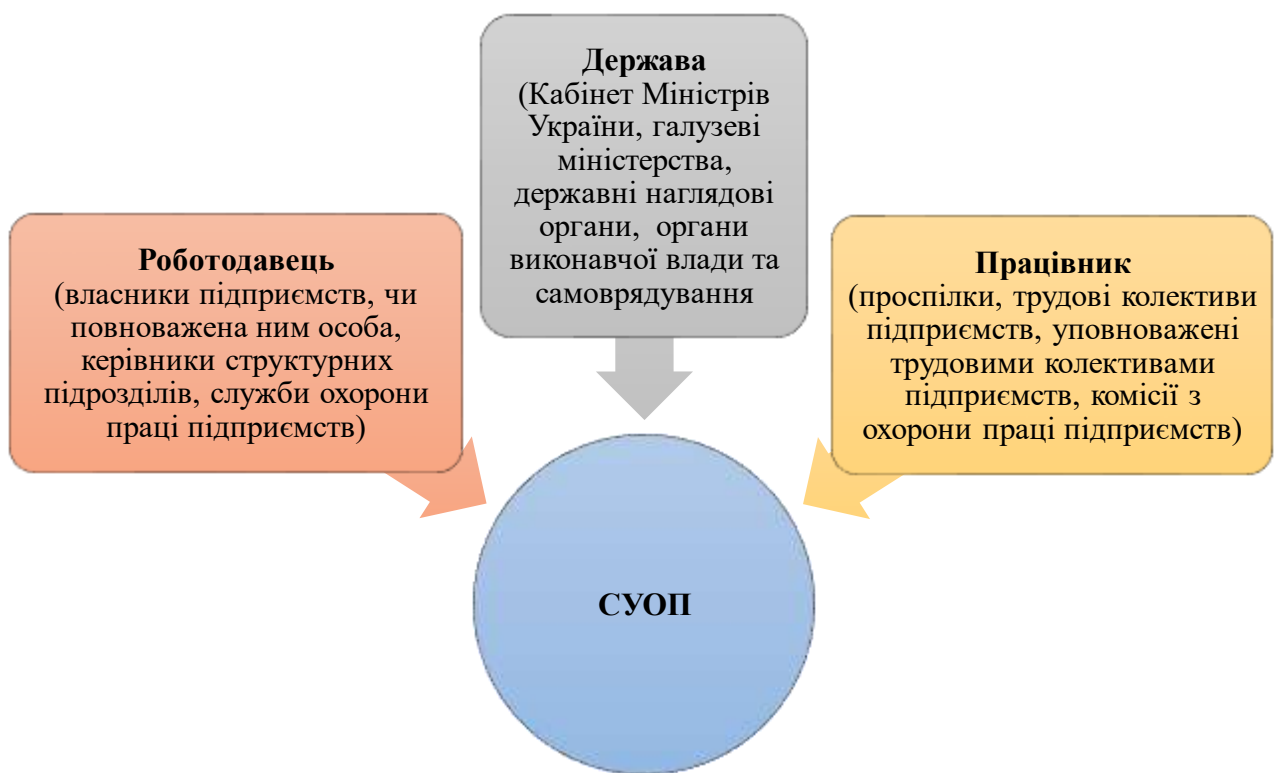 Держава
(Кабінет Міністрів
України, галузеві
міністерства,
державні наглядові
органи, органи
виконавчої влади та
самоврядування
Роботодавець
(власники підприємств, чи
повноважена ним особа,
керівники структурних
підрозділів, служби охорони
праці підприємств)
Працівник
(проспілки, трудові колективи
підприємств, уповноважені
трудовими колективами
підприємств, комісії з
охорони праці підприємств)
СУОП